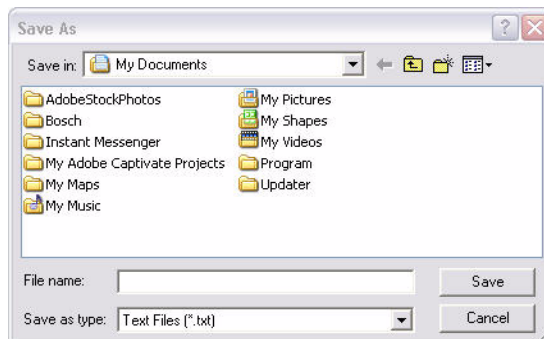 Save As
Save in: My Documents
AdobeStockPhotos
Bosch
Instant Messenger
My Adobe Captivate Projects
My Maps
My Music
My Pictures
My Shapes
My Videos
Program
Updater
File name: Save
Save as type: Text Files (*.txt) Cancel